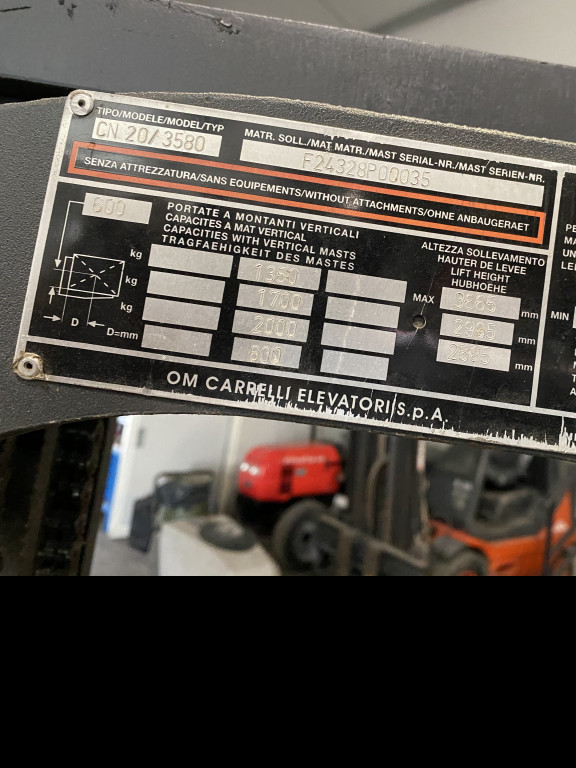 TIPO/MODELE/MODEL/TYP
CN 20/3580
MATR. SOLL./MAT MATR./MAST SERIAL-NR./MAST SERIEN-NR.
F24328P00035
SENZA ATTREZZATURA/SANS EQUIPEMENTS/WITHOUT ATTACHMENTS/OHNE ANBAUGERAET
600
PORTATE A MONTANTI VERTICALI
CAPACITES A MAT VERTICAL
CAPACITIES WITH VERTICAL MASTS
TRAGFAEHIGKEIT DES MASTES
ALTEZZA SOLLEVAMENTO
HAUTER DE LEVEE
LIFT HEIGHT
HUBHOEHE
kg 1350 MAX mm
kg 1700 mm
kg 2000 mm
D D=mm 600
MIN
OM CARRELLI ELEVATORI s.p.A.